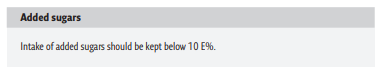 Added sugars
Intake of added sugars should be kept below 10 E%.